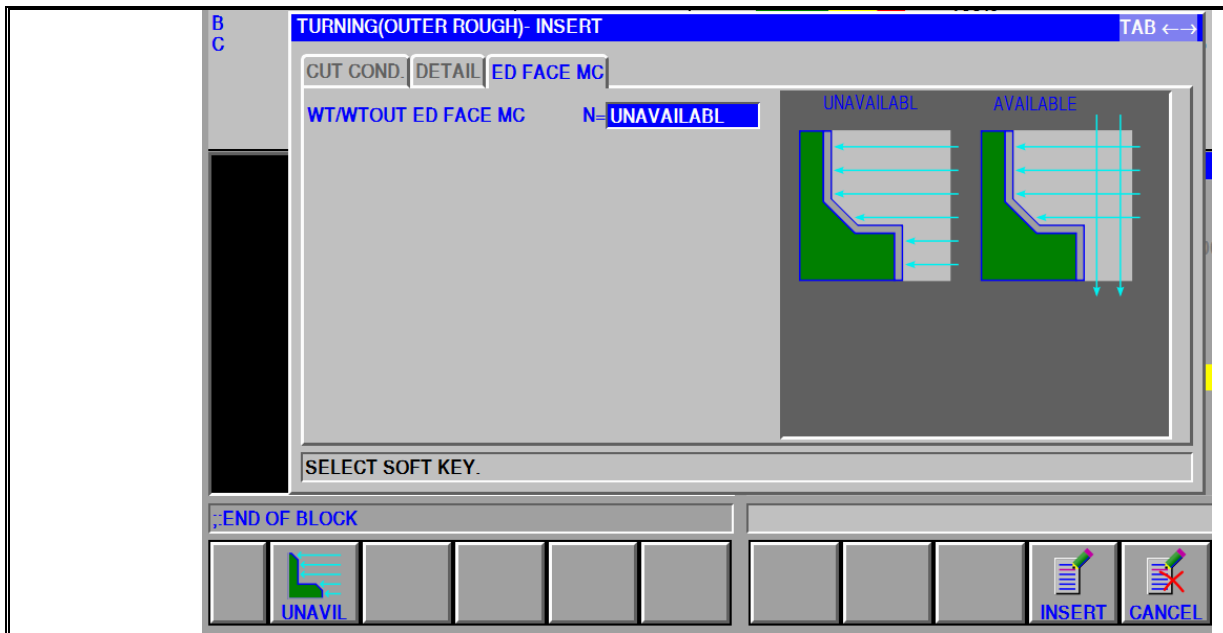 B
C
TURNING(OUTER ROUGH)- INSERT TAB ←→
CUT COND. DETAIL ED FACE MC
WT/WTOUT ED FACE MC N= UNAVAILABL
UNAVAILABL AVAILABLE
SELECT SOFT KEY.
;:END OF BLOCK
UNAVIL INSERT CANCEL